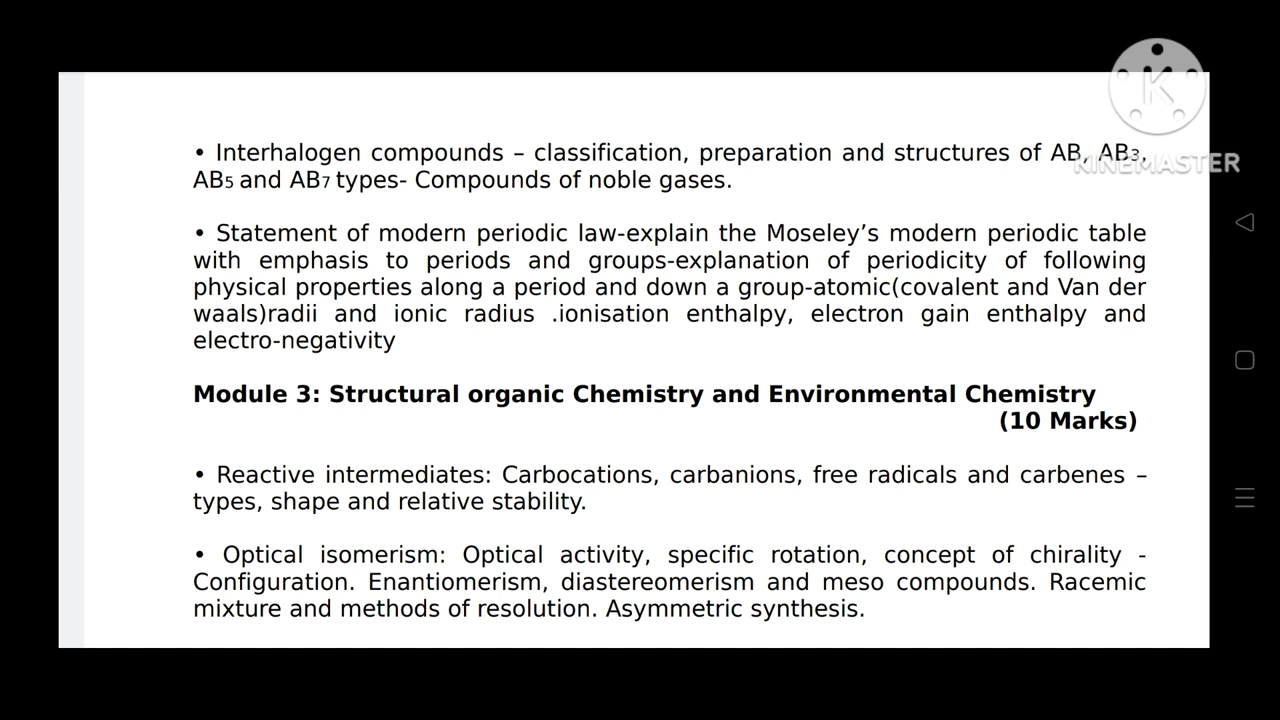 • Interhalogen compounds – classification, preparation and structures of AB, AB₃,
AB₅ and AB₇ types- Compounds of noble gases.
• Statement of modern periodic law-explain the Moseley’s modern periodic table
with emphasis to periods and groups-explanation of periodicity of following
physical properties along a period and down a group-atomic(covalent and Van der
waals)radii and ionic radius .ionisation enthalpy, electron gain enthalpy and
electro-negativity
Module 3: Structural organic Chemistry and Environmental Chemistry
(10 Marks)
• Reactive intermediates: Carbocations, carbanions, free radicals and carbenes –
types, shape and relative stability.
• Optical isomerism: Optical activity, specific rotation, concept of chirality -
Configuration. Enantiomerism, diastereomerism and meso compounds. Racemic
mixture and methods of resolution. Asymmetric synthesis.
K
KINEMASTER